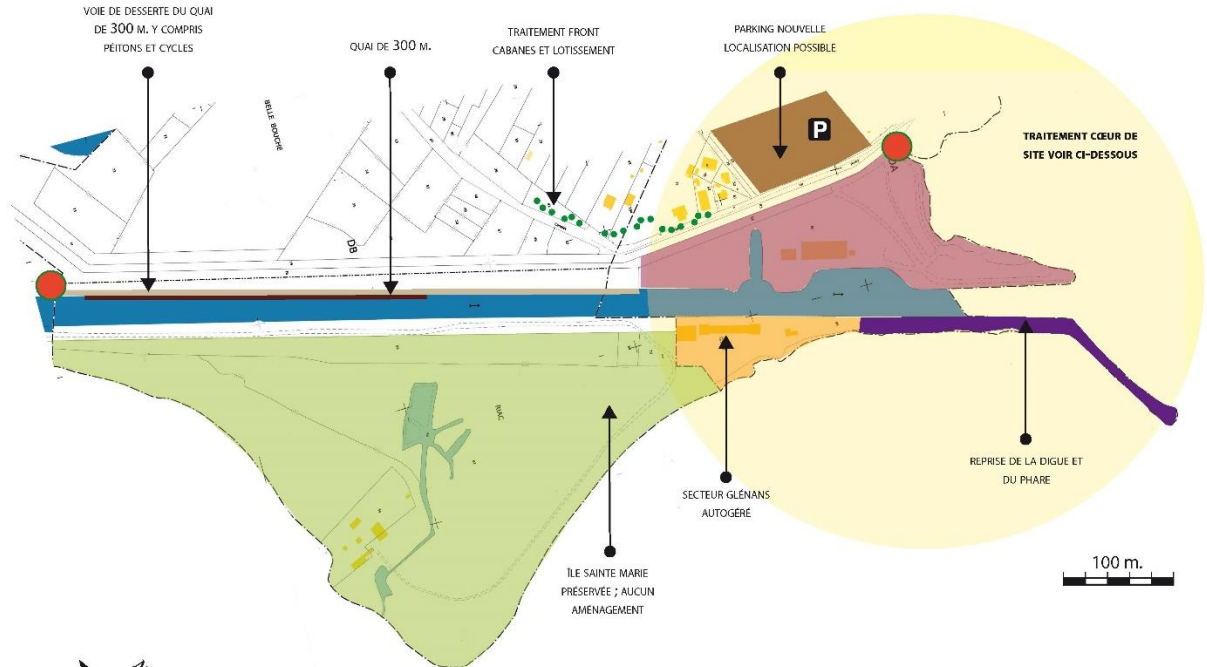 VOIE DE DESSERTE DU QUAI
DE 300 M. Y COMPRIS
PÉITONS ET CYCLES
QUAI DE 300 M.
TRAITEMENT FRONT
CABANES ET LOTISSEMENT
PARKING NOUVELLE
LOCALISATION POSSIBLE
P
TRAITEMENT CŒUR DE
SITE VOIR CI-DESSOUS
BELLE BOUCHE
DB
RIAC
REPRISE DE LA DIGUE ET
DU PHARE
SECTEUR GLÉNANS
AUTOGÉRÉ
ÎLE SAINTE MARIE
PRÉSERVÉE ; AUCUN
AMÉNAGEMENT
100 m.